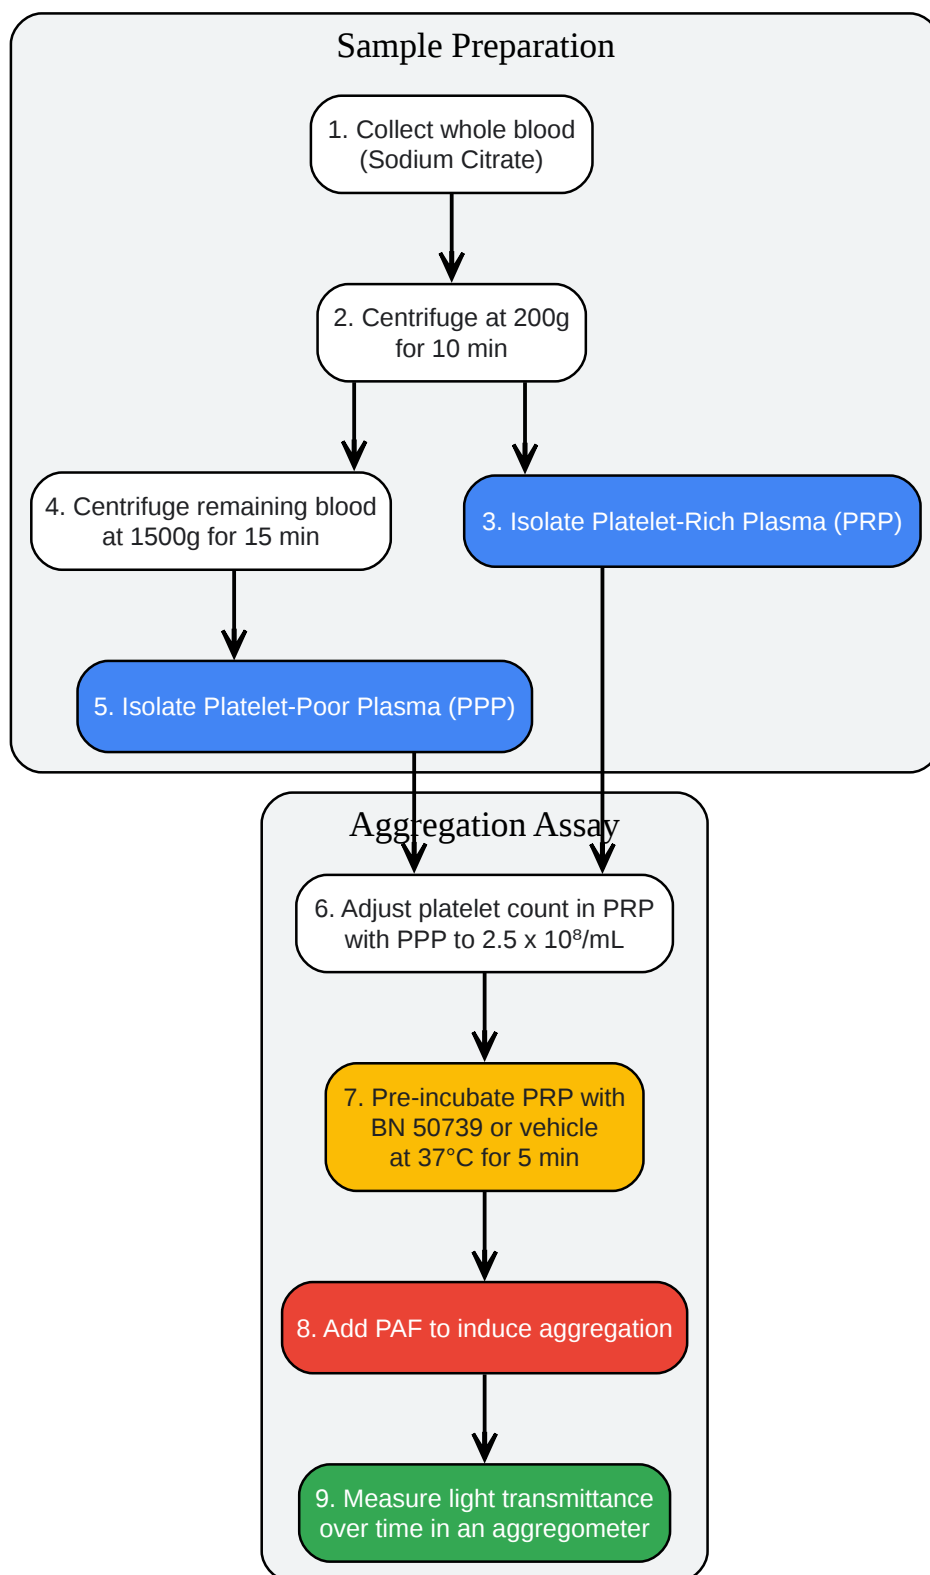 Sample Preparation
1. Collect whole blood
(Sodium Citrate)
2. Centrifuge at 200g
for 10 min
3. Isolate Platelet-Rich Plasma (PRP)
4. Centrifuge remaining blood
at 1500g for 15 min
5. Isolate Platelet-Poor Plasma (PPP)
Aggregation Assay
6. Adjust platelet count in PRP
with PPP to 2.5 x 10⁸/mL
7. Pre-incubate PRP with
BN 50739 or vehicle
at 37°C for 5 min
8. Add PAF to induce aggregation
9. Measure light transmittance
over time in an aggregometer